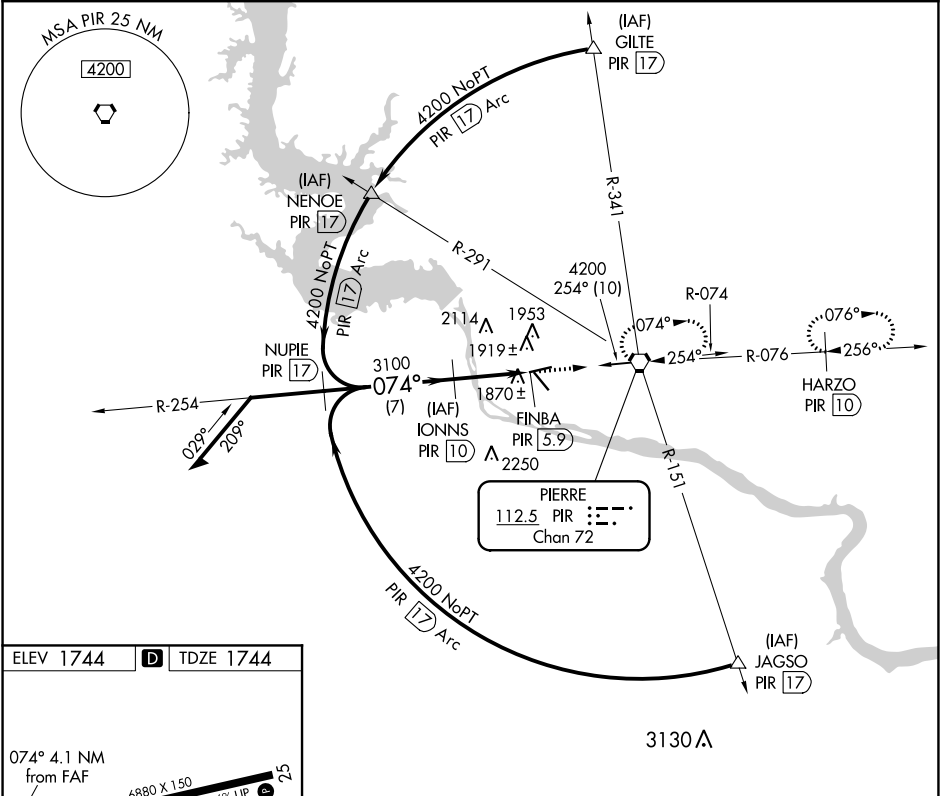 MSA PIR 25 NM
4200
(IAF)
GILTE
PIR 17
4200 NoPT
PIR 17 Arc
(IAF)
NENOE
PIR 17
R-341
R-291
4200 NoPT
PIR 17 Arc
4200
254° (10)
R-074
2114
1953
1919±
074°
254°
R-076
076°
256°
HARZO
PIR 10
NUPIE
PIR 17
3100
074°
(7)
R-254
029°
209°
(IAF)
IONNS
PIR 10
1870±
FINBA
PIR 5.9
2250
R-151
PIERRE
112.5 PIR
Chan 72
4200 NoPT
PIR 17 Arc
(IAF)
JAGSO
PIR 17
3130
ELEV 1744 D TDZE 1744
074° 4.1 NM
from FAF
6880 X 150
25
UP
P